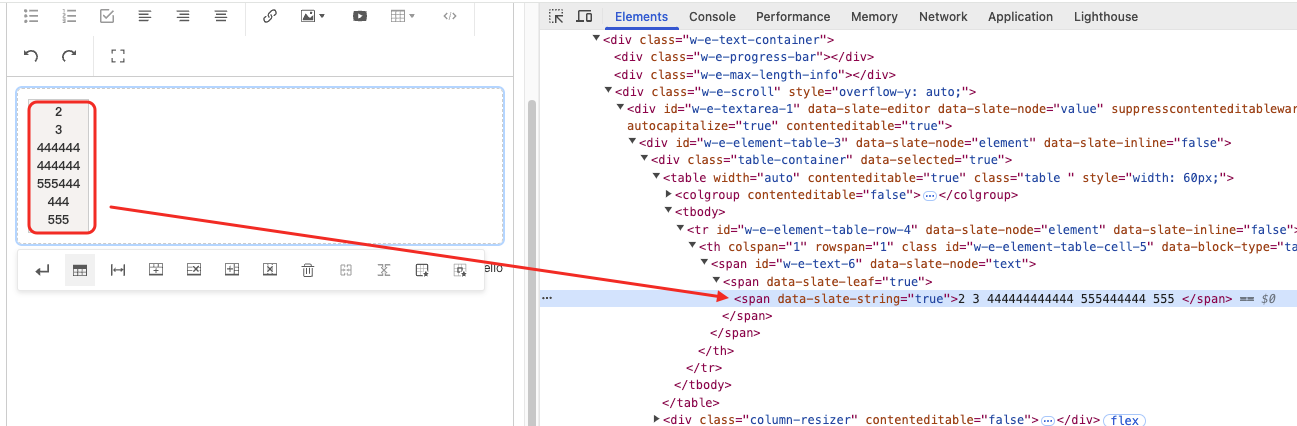 Elements Console Performance Memory Network Application Lighthouse
<div class="w-e-text-container">
<div class="w-e-progress-bar"></div>
<div class="w-e-max-length-info"></div>
<div class="w-e-scroll" style="overflow-y: auto;">
<div id="w-e-textarea-1" data-slate-editor data-slate-node="value" suppresscontenteditableware
autocapitalize="true" contenteditable="true">
<div id="w-e-element-table-3" data-slate-node="element" data-slate-inline="false">
<div class="table-container" data-selected="true">
<table width="auto" contenteditable="true" class="table " style="width: 60px;">
<colgroup contenteditable="false">…</colgroup>
<tbody>
<tr id="w-e-element-table-row-4" data-slate-node="element" data-slate-inline="false">
<th colspan="1" rowspan="1" class id="w-e-element-table-cell-5" data-block-type="ta
<span id="w-e-text-6" data-slate-node="text">
<span data-slate-leaf="true">
<span data-slate-string="true">2 3 444444444444 555444444 555 </span> == $0
</span>
</span>
</th>
</tr>
</tbody>
</table>
<div class="column-resizer" contenteditable="false">…</div> flex
2
3
444444
444444
555444
444
555
ello